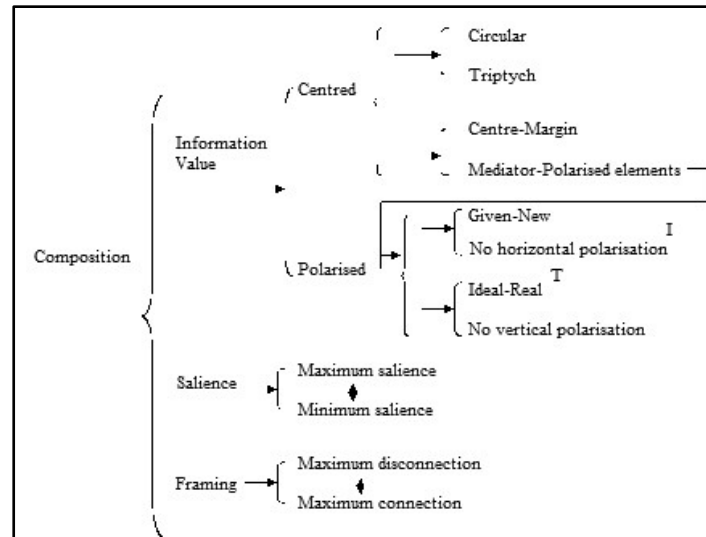 Circular
Triptych
Centred
Centre-Margin
Information
Value
Mediator-Polarised elements
Given-New
I
No horizontal polarisation
Composition
Polarised
T
Ideal-Real
No vertical polarisation
Maximum salience
Salience
Minimum salience
Maximum disconnection
Framing
Maximum connection